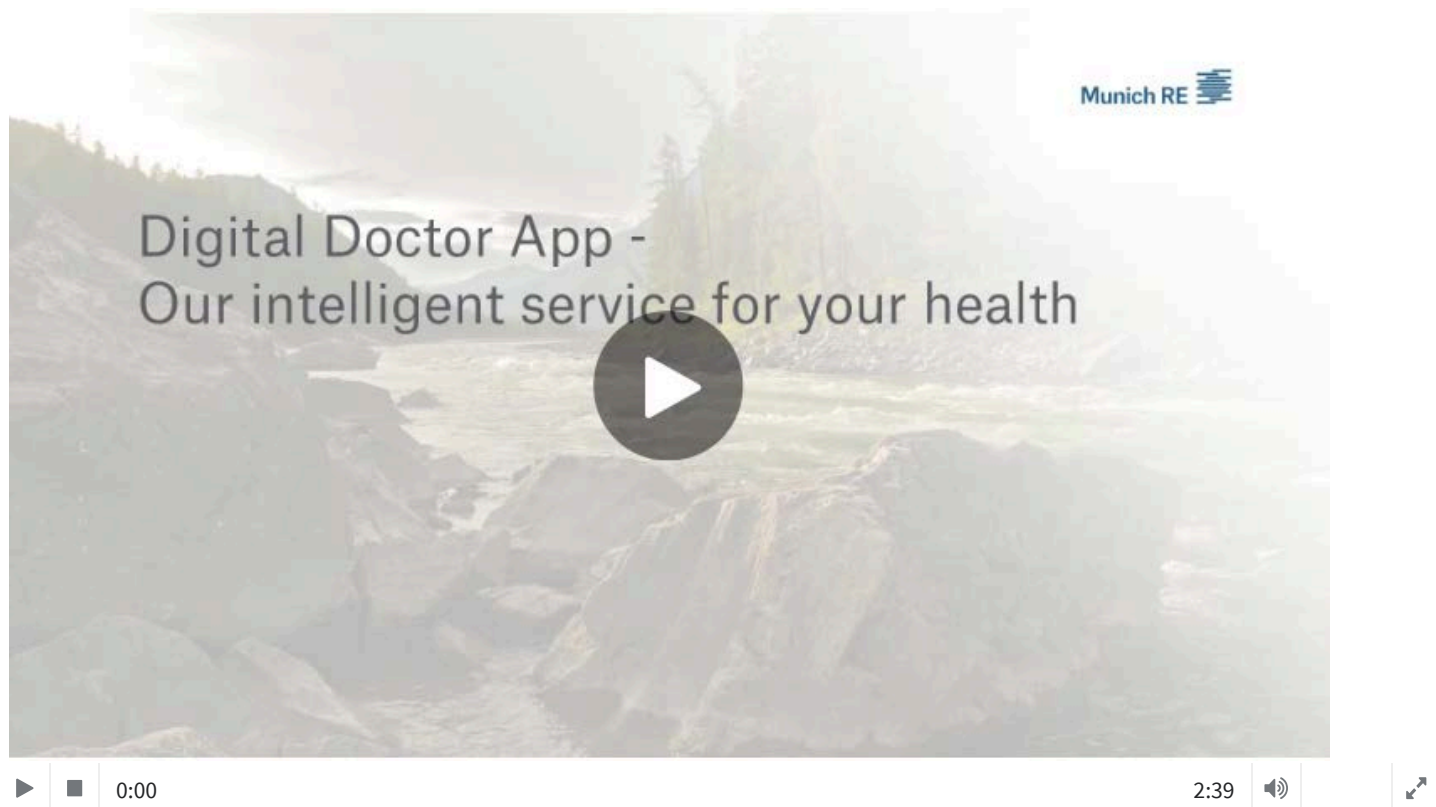 Munich RE
Digital Doctor App -
Our intelligent service for your health
0:00
2:39